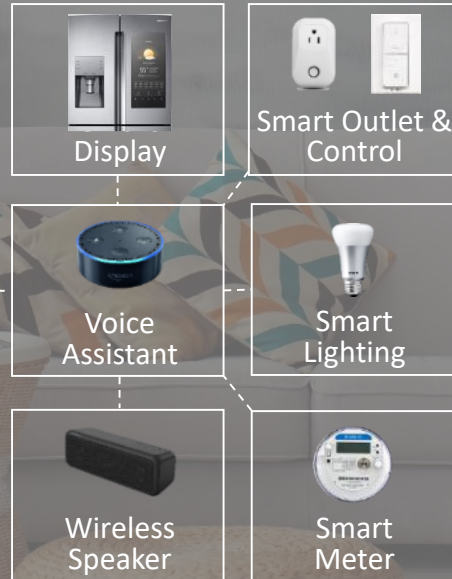 Display
Smart Outlet &
Control
Voice
Assistant
Smart
Lighting
Wireless
Speaker
Smart
Meter